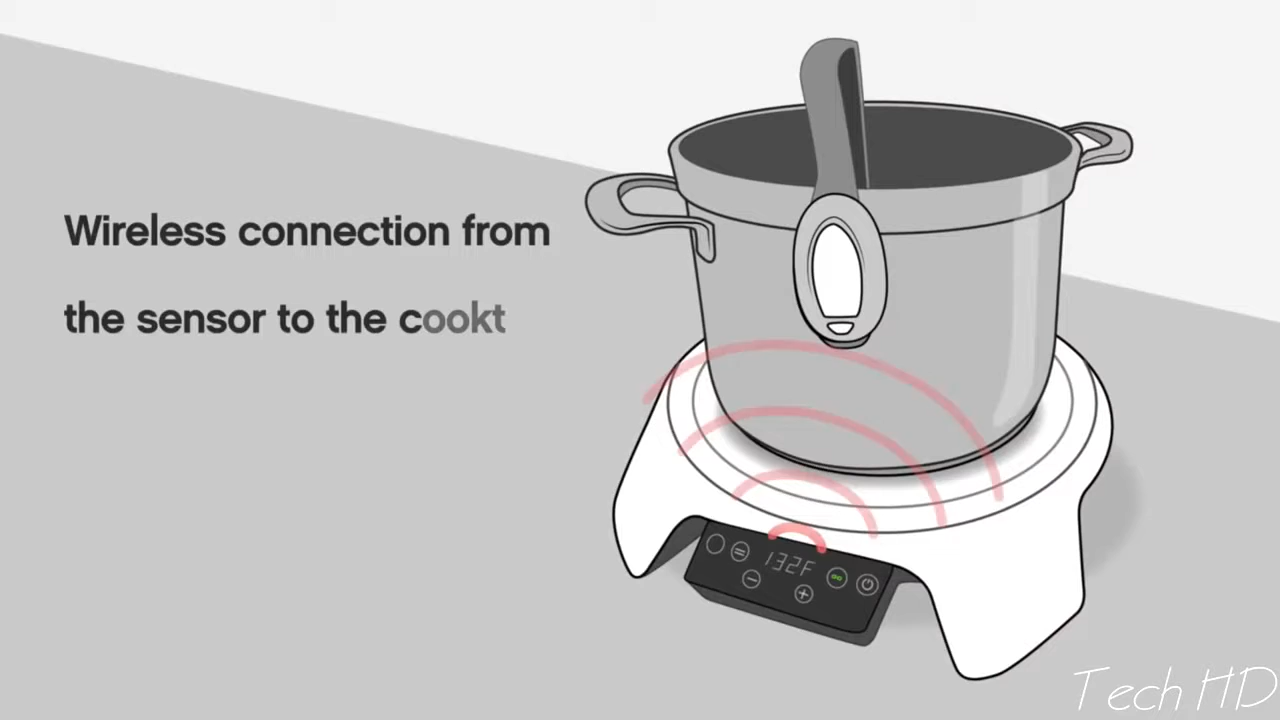 Wireless connection from
the sensor to the cookt
132F
Tech HD